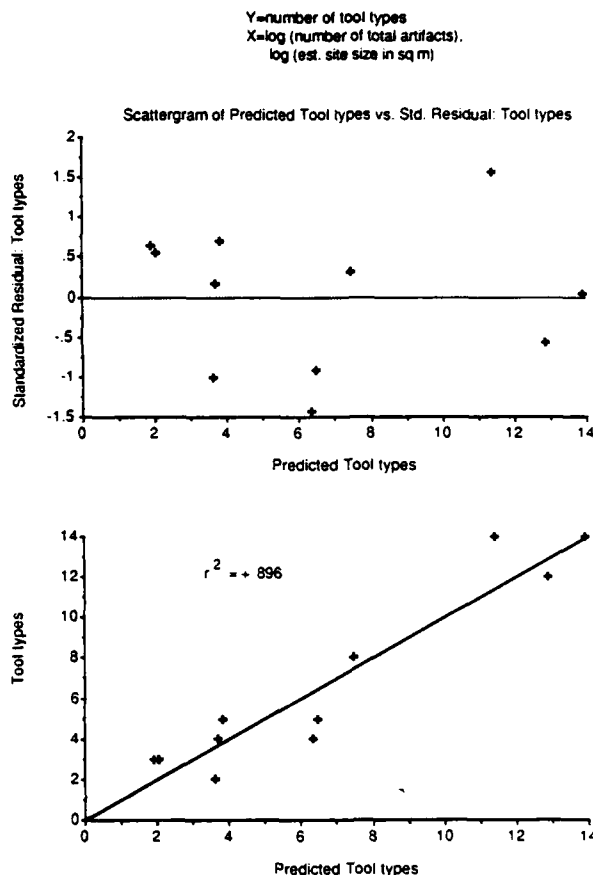 Y=number of tool types
X=log (number of total artifacts),
log (est. site size in sq m)
Scattergram of Predicted Tool types vs. Std. Residual: Tool types
2
1.5
1
.5
0
-.5
-1
-1.5
Standardized Residual: Tool types
0 2 4 6 8 10 12 14
Predicted Tool types
14
12
10
8
6
4
2
0
r 2 = + 896
Tool types
0 2 4 6 8 10 12 14
Predicted Tool types